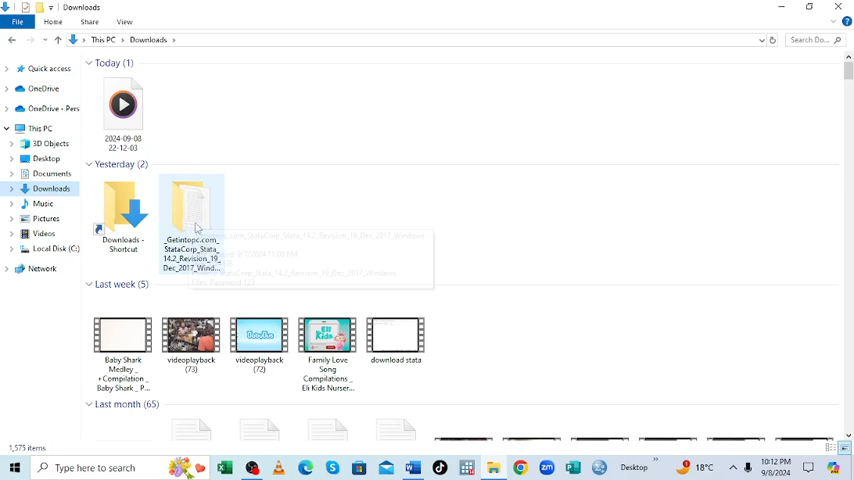 Downloads
File
Home
Share
View
This PC
Downloads
Search Do...
Quick access
OneDrive
OneDrive - Pers
This PC
3D Objects
Desktop
Documents
Downloads
Music
Pictures
Videos
Local Disk (C:)
Network
Today (1)
2024-09-08
22-12-03
Yesterday (2)
Downloads -
Shortcut
_Getintopc.com_
StataCorp_Stata_
14.2_Revision_19_
Dec_2017_Wind...
Last week (5)
Baby Shark
Medley _
+Compilation _
Baby Shark _ P...
videoplayback
(73)
videoplayback
(72)
Family Love
Song
Compilations _
Eli Kids Nurser...
download stata
Eli
Kids
Last month (65)
1,575 items
Type here to search
Desktop
18°C
10:12 PM
9/8/2024